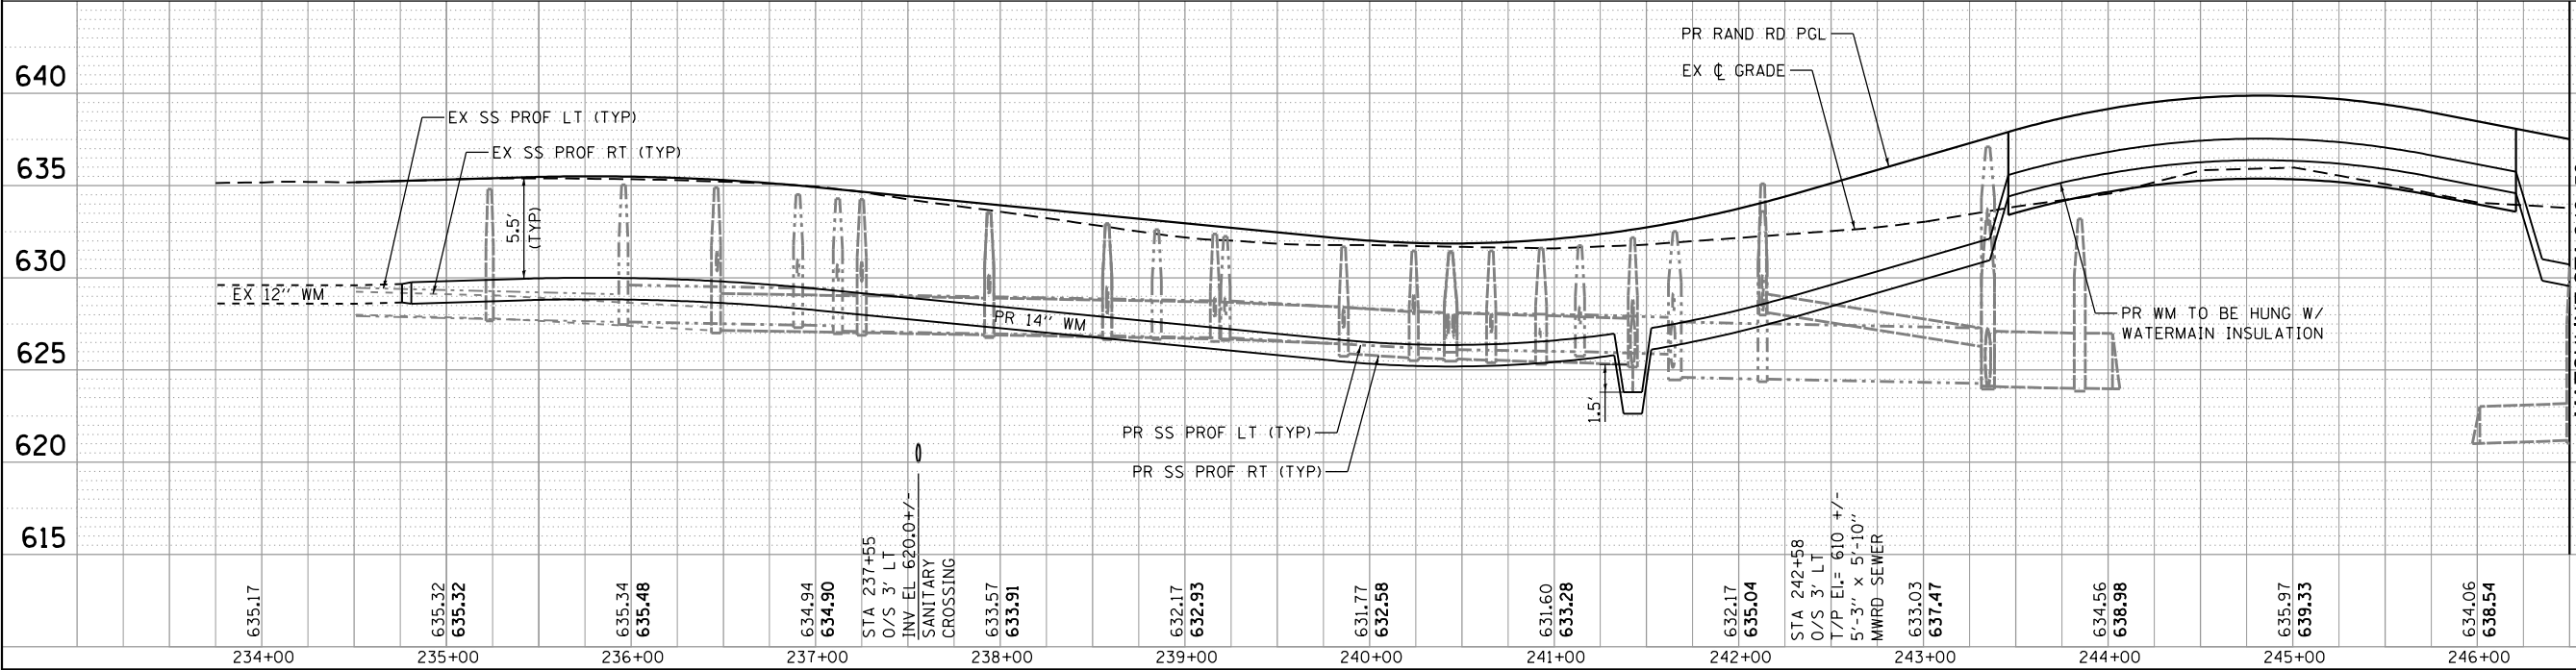 PR RAND RD PGL
EX ℄ GRADE
640
635
630
625
620
615
EX SS PROF LT (TYP)
EX SS PROF RT (TYP)
5.5'
(TYP)
EX 12" WM
PR 14" WM
PR WM TO BE HUNG W/
WATERMAIN INSULATION
1.5'
PR SS PROF LT (TYP)
PR SS PROF RT (TYP)
STA 237+55
O/S 3' LT
INV EL 620.0+/-
SANITARY
CROSSING
STA 242+58
O/S 3' LT
T/P El.= 610 +/-
5'-3" x 5'-10"
MWRD SEWER
635.17
635.32
635.32
635.34
635.48
634.94
634.90
633.57
633.91
632.17
632.93
631.77
632.58
631.60
633.28
632.17
635.04
633.03
637.47
634.56
638.98
635.97
639.33
634.06
638.54
234+00
235+00
236+00
237+00
238+00
239+00
240+00
241+00
242+00
243+00
244+00
245+00
246+00